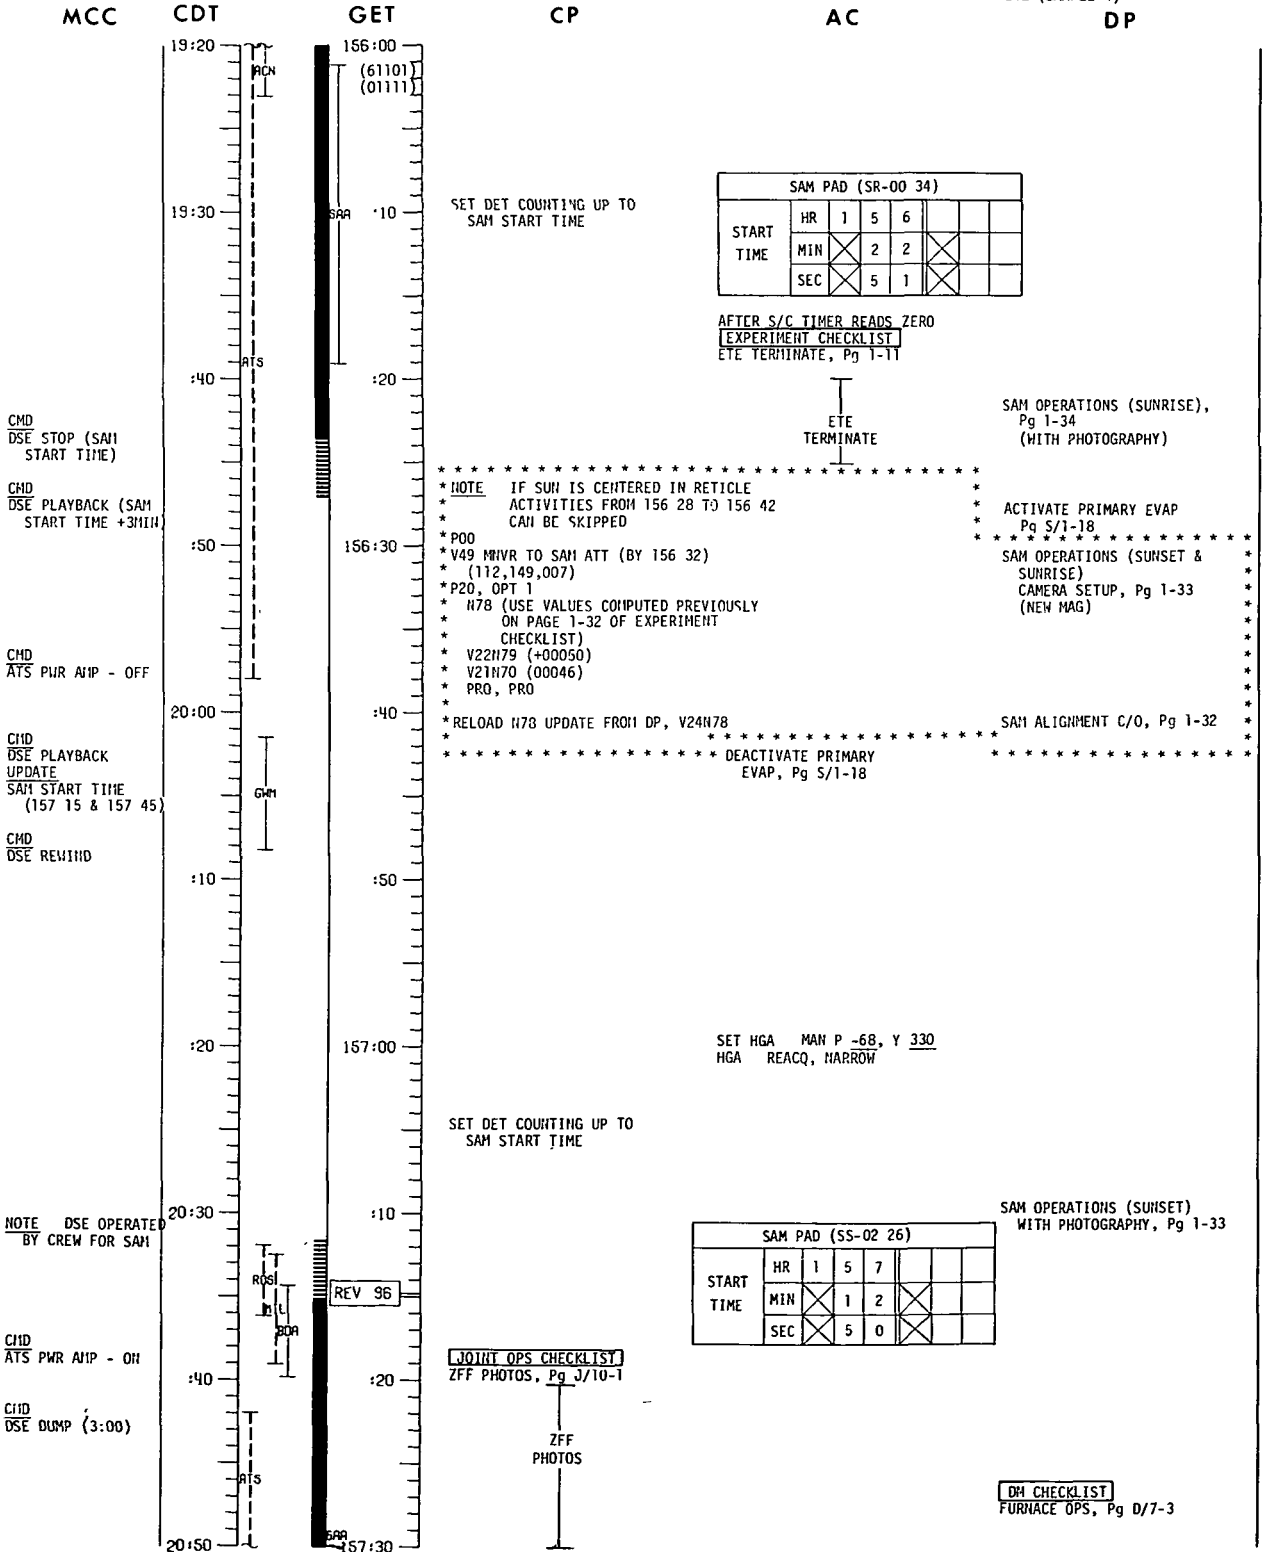 MCC CDT GET CP AC DP
19:20 156:00
ACN (61101)
(01111)
SAM PAD (SR-00 34)
19:30 SAA :10 SET DET COUNTING UP TO
SAM START TIME
START TIME
HR 1 5 6
MIN 2 2
SEC 5 1
AFTER S/C TIMER READS ZERO
EXPERIMENT CHECKLIST
ETE TERMINATE, Pg 1-11
ATS
:40 :20
ETE
TERMINATE
SAM OPERATIONS (SUNRISE),
Pg 1-34
(WITH PHOTOGRAPHY)
CMD
DSE STOP (SAM
START TIME)
CMD
DSE PLAYBACK (SAM
START TIME +3MIN)
NOTE IF SUN IS CENTERED IN RETICLE
ACTIVITIES FROM 156 28 TO 156 42
CAN BE SKIPPED
ACTIVATE PRIMARY EVAP
Pg S/1-18
:50 156:30
P00
V49 MNVR TO SAM ATT (BY 156 32)
(112,149,007)
P20, OPT 1
N78 (USE VALUES COMPUTED PREVIOUSLY
ON PAGE 1-32 OF EXPERIMENT
CHECKLIST)
V22N79 (+00050)
V21N70 (00046)
PRO, PRO
SAM OPERATIONS (SUNSET &
SUNRISE)
CAMERA SETUP, Pg 1-33
(NEW MAG)
CMD
ATS PWR AMP - OFF
20:00 :40
RELOAD N78 UPDATE FROM DP, V24N78
SAM ALIGNMENT C/O, Pg 1-32
DEACTIVATE PRIMARY
EVAP, Pg S/1-18
CMD
DSE PLAYBACK
UPDATE
SAM START TIME
(157 15 & 157 45)
GWM
CMD
DSE REWIND
:10 :50
:20 157:00
SET HGA MAN P -68, Y 330
HGA REACQ, NARROW
SET DET COUNTING UP TO
SAM START TIME
20:30 :10
NOTE DSE OPERATED
BY CREW FOR SAM
SAM OPERATIONS (SUNSET)
WITH PHOTOGRAPHY, Pg 1-33
SAM PAD (SS-02 26)
START TIME
HR 1 5 7
MIN 1 2
SEC 5 0
ROS
MIL
BDA
REV 96
CMD
ATS PWR AMP - ON
JOINT OPS CHECKLIST
ZFF PHOTOS, Pg J/10-1
:40 :20
CMD
DSE DUMP (3:00)
ZFF
PHOTOS
ATS
DM CHECKLIST
FURNACE OPS, Pg D/7-3
SAA
20:50 157:30